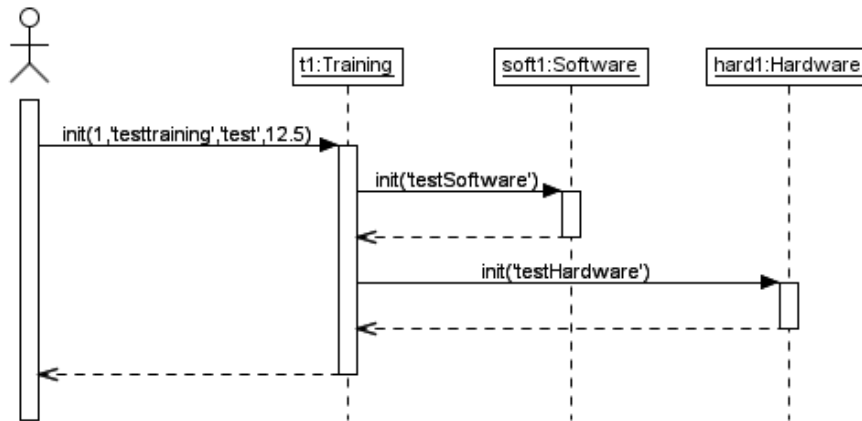 t1:Training
soft1:Software
hard1:Hardware
init(1,'testtraining','test',12.5)
init('testSoftware')
init('testHardware')